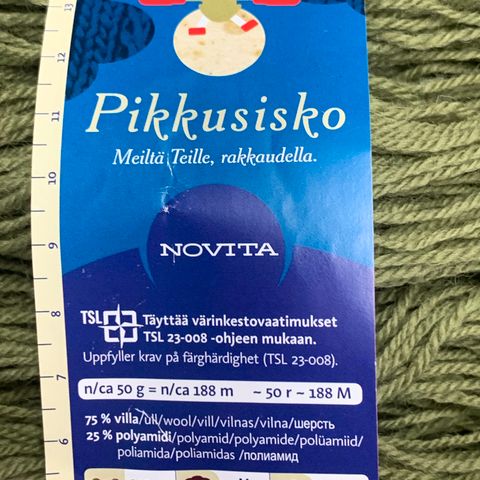 13
12
11
10
9
8
7
6
Pikkusisko
Meiltä Teille, rakkaudella.
NOVITA
TSL Täyttää värinkestovaatimukset
TSL 23-008 -ohjeen mukaan.
Uppfyller krav på färghärdighet (TSL 23-008).
n/ca 50 g = n/ca 188 m ~ 50 г ~ 188 М
75 % villa/ull/wool/vill/vilnas/vilna/шерсть
25 % polyamidi/polyamid/polyamide/polüamiid/
poliamida/poliamidas /полиамид